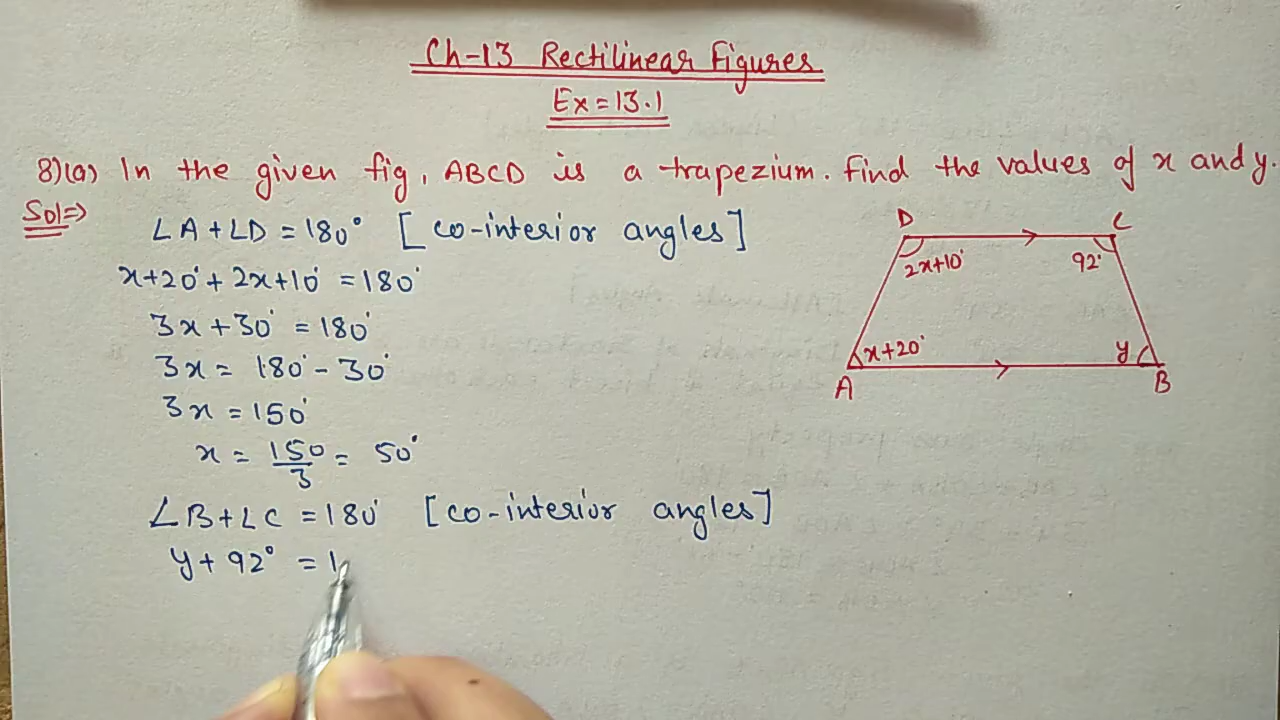 Ch-13 Rectilinear Figures
Ex=13.1
8)(a) In the given fig, ABCD is a trapezium. Find the values of x and y.
Sol⇒
∠A+∠D=180° [co-interior angles]
x+20°+2x+10°=180°
3x+30°=180°
3x=180°-30°
3x=150°
x=150/3=50°
∠B+∠C=180° [co-interior angles]
y+92°=1
D
C
2x+10°
92°
x+20°
y
A
B